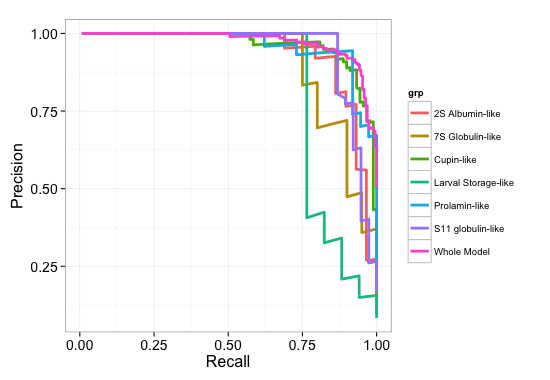 1.00
0.75
0.50
0.25
Precision
0.00 0.25 0.50 0.75 1.00
Recall
grp
2S Albumin-like
7S Globulin-like
Cupin-like
Larval Storage-like
Prolamin-like
S11 globulin-like
Whole Model